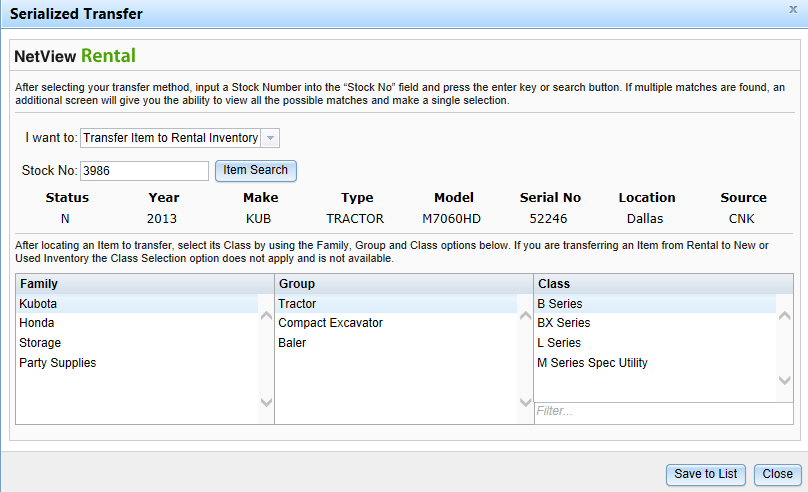 Serialized Transfer
x
NetView Rental
After selecting your transfer method, input a Stock Number into the “Stock No” field and press the enter key or search button. If multiple matches are found, an
additional screen will give you the ability to view all the possible matches and make a single selection.
I want to: Transfer Item to Rental Inventory
Stock No: 3986 Item Search
Status Year Make Type Model Serial No Location Source
N 2013 KUB TRACTOR M7060HD 52246 Dallas CNK
After locating an Item to transfer, select its Class by using the Family, Group and Class options below. If you are transferring an Item from Rental to New or
Used Inventory the Class Selection option does not apply and is not available.
Family Group Class
Kubota Tractor B Series
Honda Compact Excavator BX Series
Storage Baler L Series
Party Supplies M Series Spec Utility
Filter...
Save to List Close